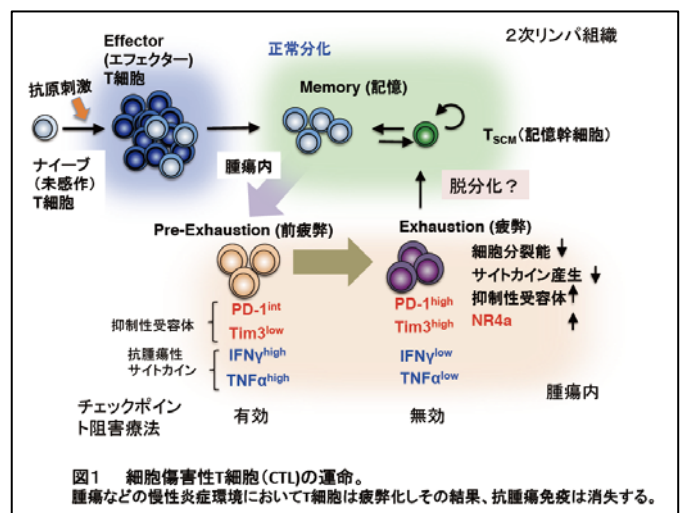 Effector
(エフェクター)
T細胞
正常分化
2次リンパ組織
抗原刺激
Memory (記憶)
TSCM(記憶幹細胞)
ナイーブ
(未感作)
T細胞
腫瘍内
脱分化？
Pre-Exhaustion (前疲弊)
Exhaustion (疲弊)
細胞分裂能 ↓
サイトカイン産生 ↓
抑制性受容体 ↑
NR4a ↑
抑制性受容体
PD-1int
Tim3low
PD-1high
Tim3high
抗腫瘍性
サイトカイン
IFNγhigh
TNFαhigh
IFNγlow
TNFαlow
腫瘍内
チェックポイン
ト阻害療法
有効
無効
図1 細胞傷害性T細胞(CTL)の運命。
腫瘍などの慢性炎症環境においてT細胞は疲弊化しその結果、抗腫瘍免疫は消失する。